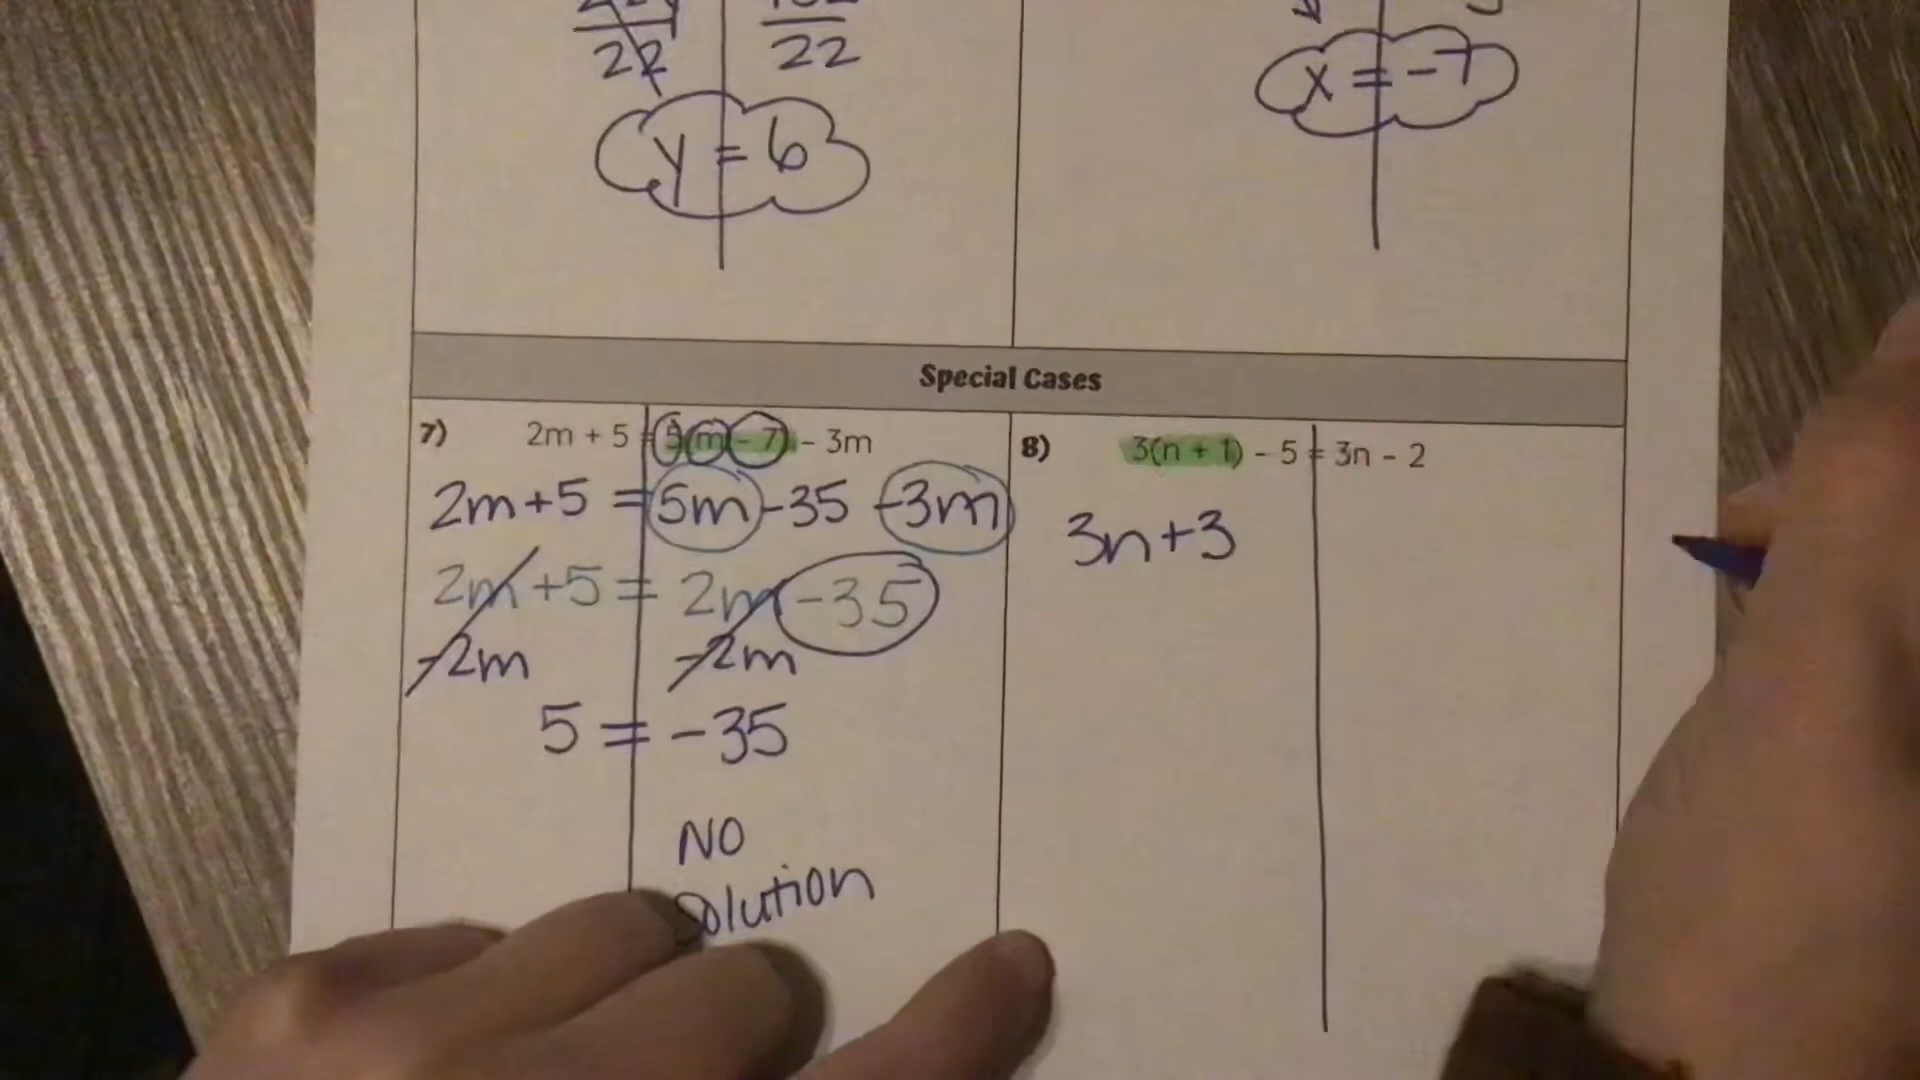 22
22
y = 6
x = -7
Special Cases
7) 2m + 5 = 5(m - 7) - 3m
2m+5 = 5m -35 -3m
2m +5 = 2m -35
-2m -2m
5 = -35
NO
Solution
8) 3(n + 1) - 5 = 3n - 2
3n+3